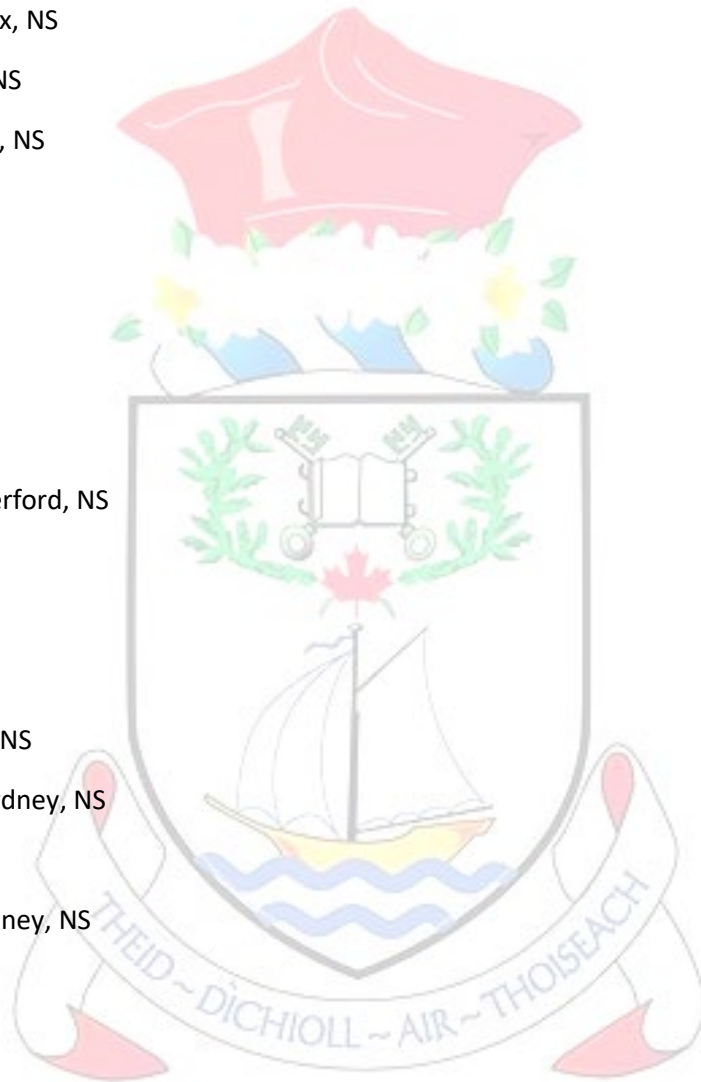 x, NS
NS
, NS
erford, NS
NS
dney, NS
ney, NS
THEID ~ DÌCHIOLL ~ AIR ~ THOISEACH